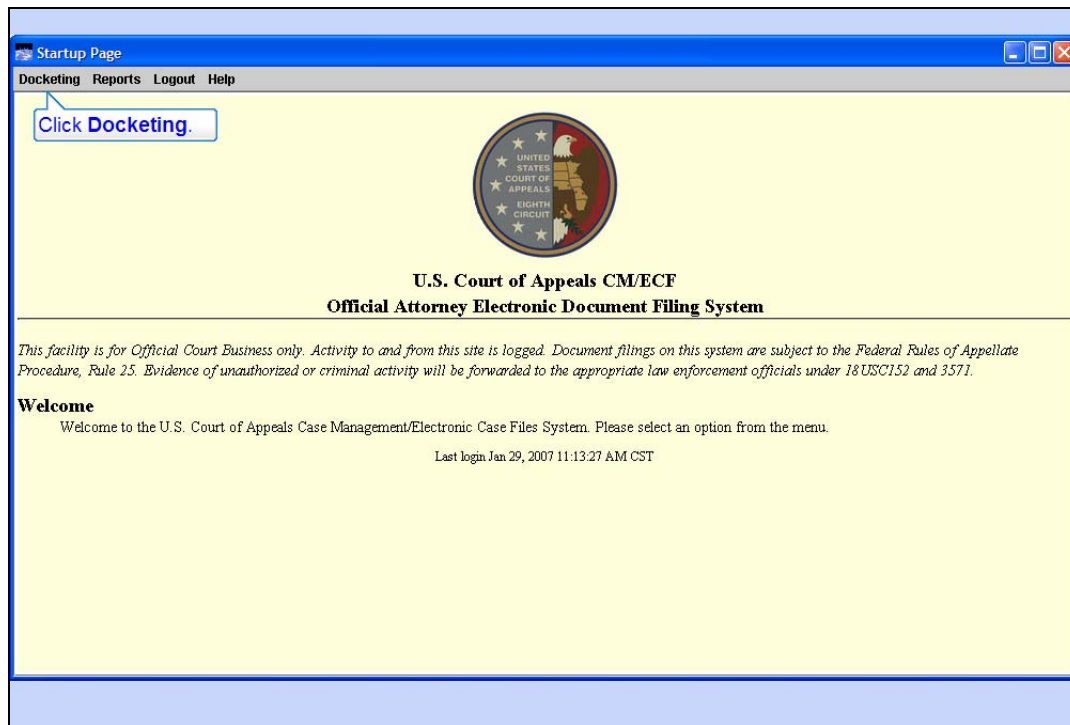 Startup Page
Docketing Reports Logout Help
Click Docketing.
UNITED
STATES
COURT OF
APPEALS
EIGHTH
CIRCUIT
U.S. Court of Appeals CM/ECF
Official Attorney Electronic Document Filing System
This facility is for Official Court Business only. Activity to and from this site is logged. Document filings on this system are subject to the Federal Rules of Appellate
Procedure, Rule 25. Evidence of unauthorized or criminal activity will be forwarded to the appropriate law enforcement officials under 18USC152 and 3571.
Welcome
Welcome to the U.S. Court of Appeals Case Management/Electronic Case Files System. Please select an option from the menu.
Last login Jan 29, 2007 11:13:27 AM CST